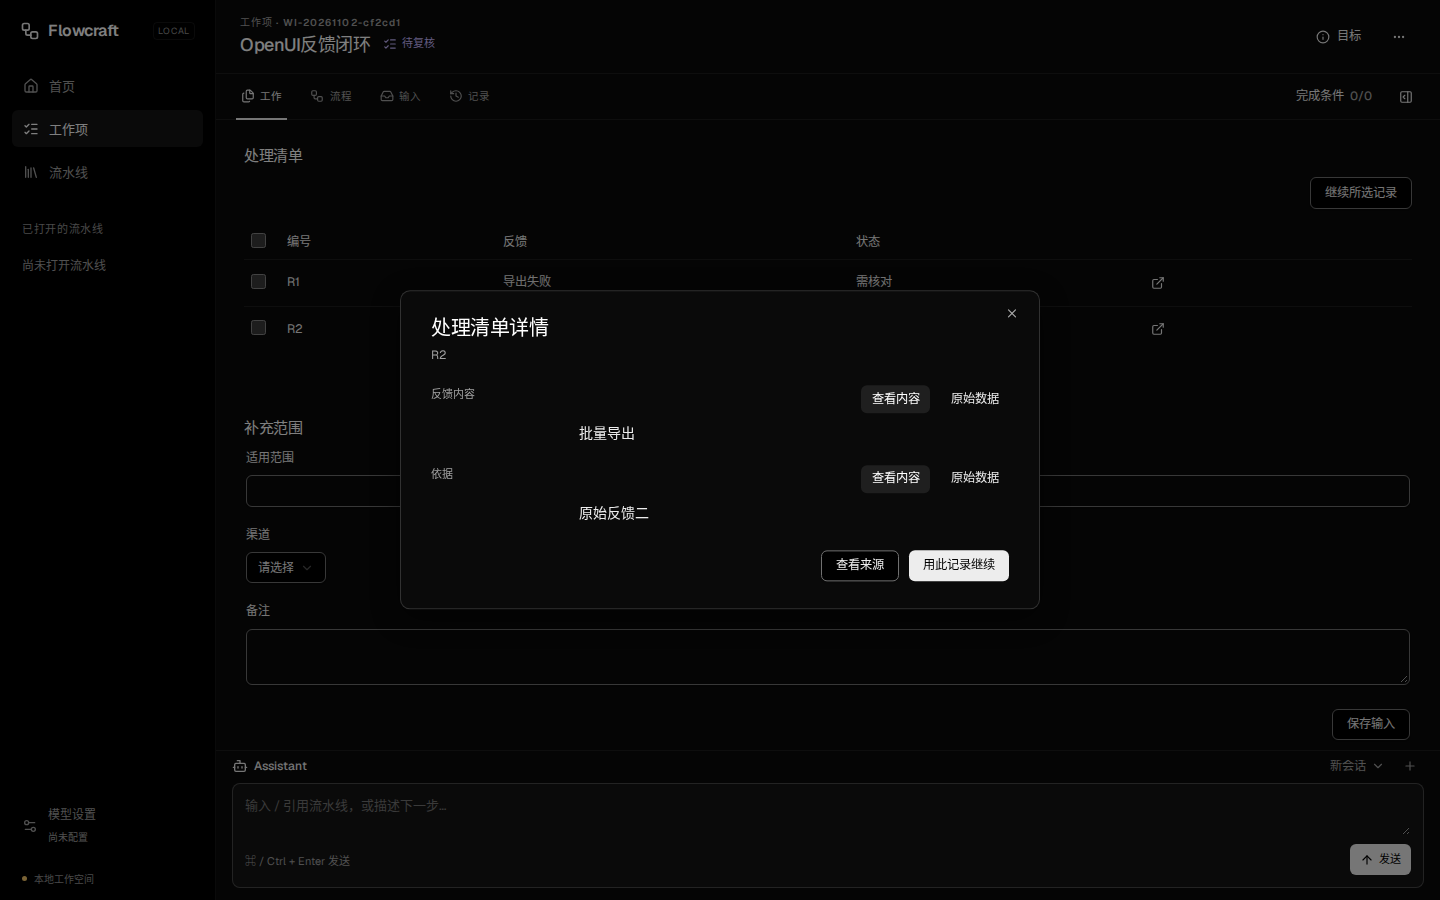 Flowcraft
LOCAL
首页
工作项
流水线
已打开的流水线
尚未打开流水线
模型设置
尚未配置
本地工作空间
工作项 · WI-20261102-cf2cd1
OpenUI反馈闭环
待复核
目标
工作
流程
输入
记录
完成条件 0/0
处理清单
继续所选记录
编号
反馈
状态
R1
导出失败
需核对
R2
处理清单详情
R2
反馈内容
查看内容
原始数据
批量导出
依据
查看内容
原始数据
原始反馈二
查看来源
用此记录继续
补充范围
适用范围
渠道
请选择
备注
保存输入
Assistant
新会话
输入 / 引用流水线，或描述下一步...
⌘ / Ctrl + Enter 发送
发送